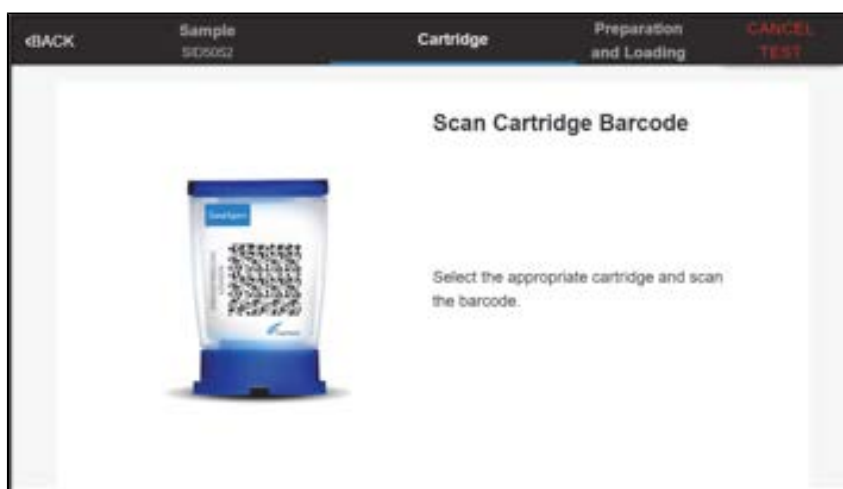 ‹BACK
Sample
SID5052
Cartridge
Preparation
and Loading
CANCEL
TEST
Scan Cartridge Barcode
Select the appropriate cartridge and scan
the barcode.